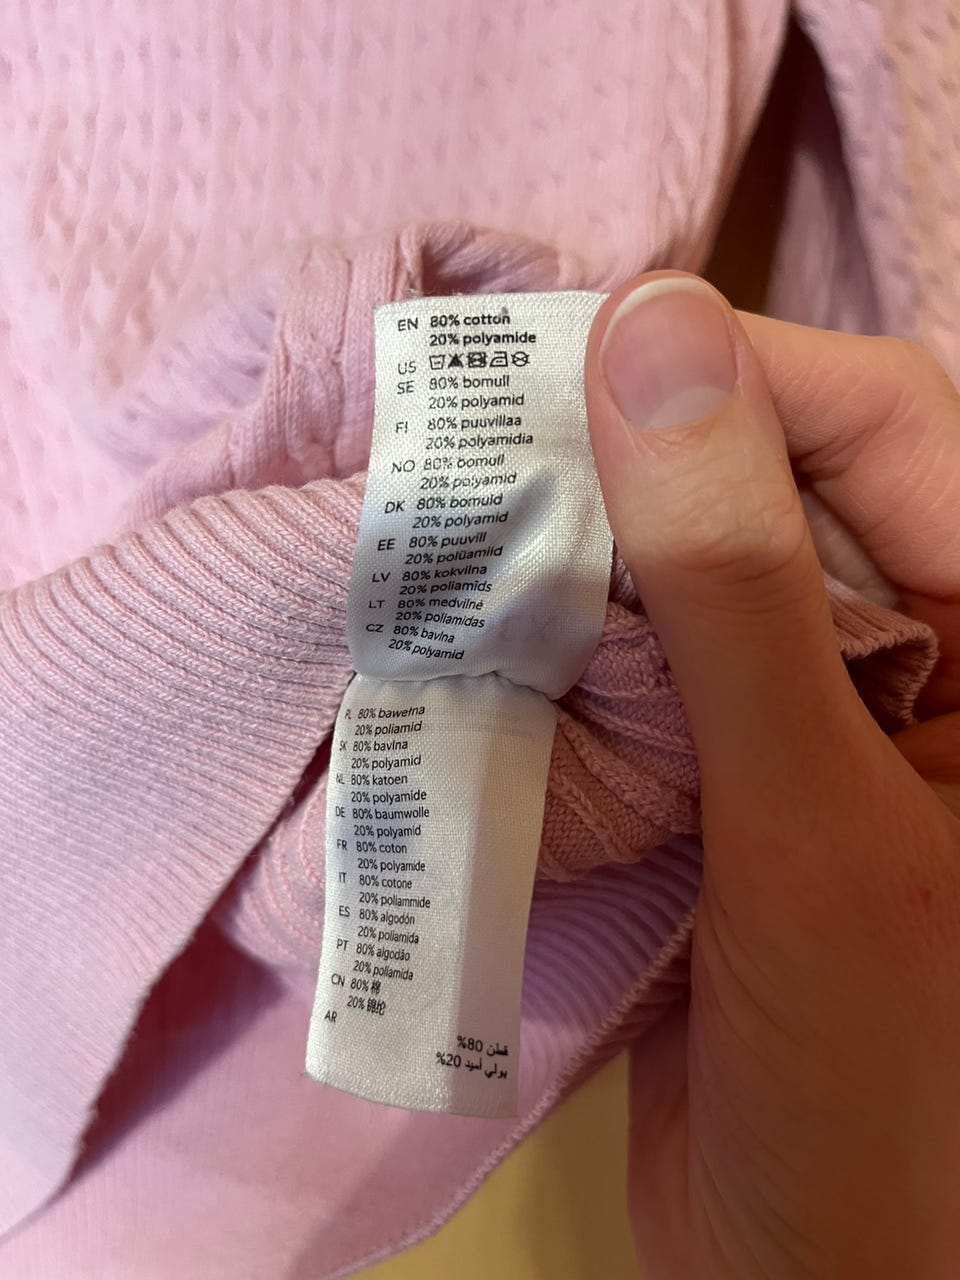 EN 80% cotton
20% polyamide
US
SE 80% bomull
20% polyamid
FI 80% puuvillaa
20% polyamidia
NO 80% bomull
20% polyamid
DK 80% bomuld
20% polyamid
EE 80% puuvill
20% polüamiid
LV 80% kokvilna
20% poliamīds
LT 80% medvilnė
20% poliamidas
CZ 80% bavlna
20% polyamid
PL 80% bawełna
20% poliamid
SK 80% bavlna
20% polyamid
NL 80% katoen
20% polyamide
DE 80% baumwolle
20% polyamid
FR 80% coton
20% polyamide
IT 80% cotone
20% poliammide
ES 80% algodón
20% poliamida
PT 80% algodão
20% poliamida
CN 80% 棉
20% 锦纶
AR
قطن 80%
بولي أميد 20%